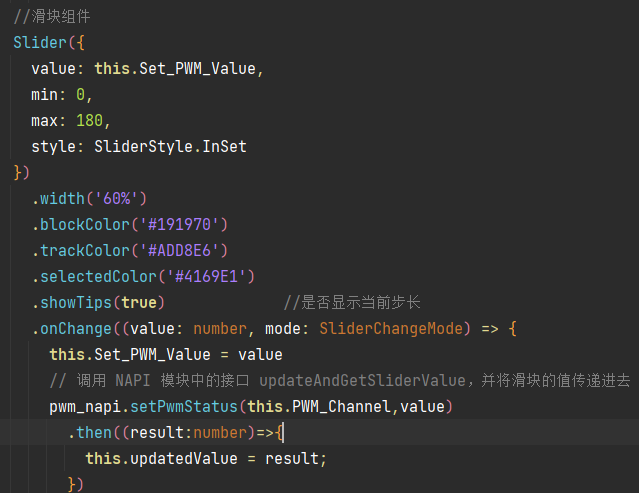 //滑块组件
Slider({
  value: this.Set_PWM_Value,
  min: 0,
  max: 180,
  style: SliderStyle.InSet
})
  .width('60%')
  .blockColor('#191970')
  .trackColor('#ADD8E6')
  .selectedColor('#4169E1')
  .showTips(true)             //是否显示当前步长
  .onChange((value: number, mode: SliderChangeMode) => {
    this.Set_PWM_Value = value
    // 调用 NAPI 模块中的接口 updateAndGetSliderValue，并将滑块的值传递进去
    pwm_napi.setPwmStatus(this.PWM_Channel,value)
      .then((result:number)=>{
        this.updatedValue = result;
      })